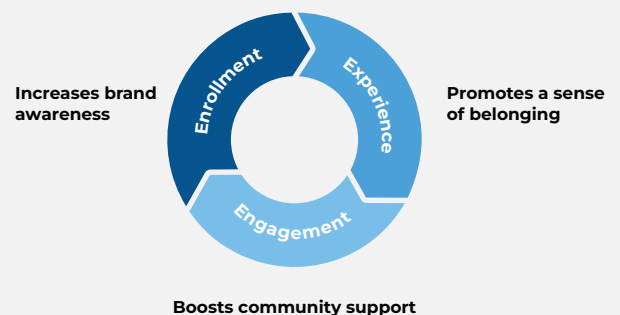 Enrollment
Experience
Increases brand
awareness
Promotes a sense
of belonging
Engagement
Boosts community support